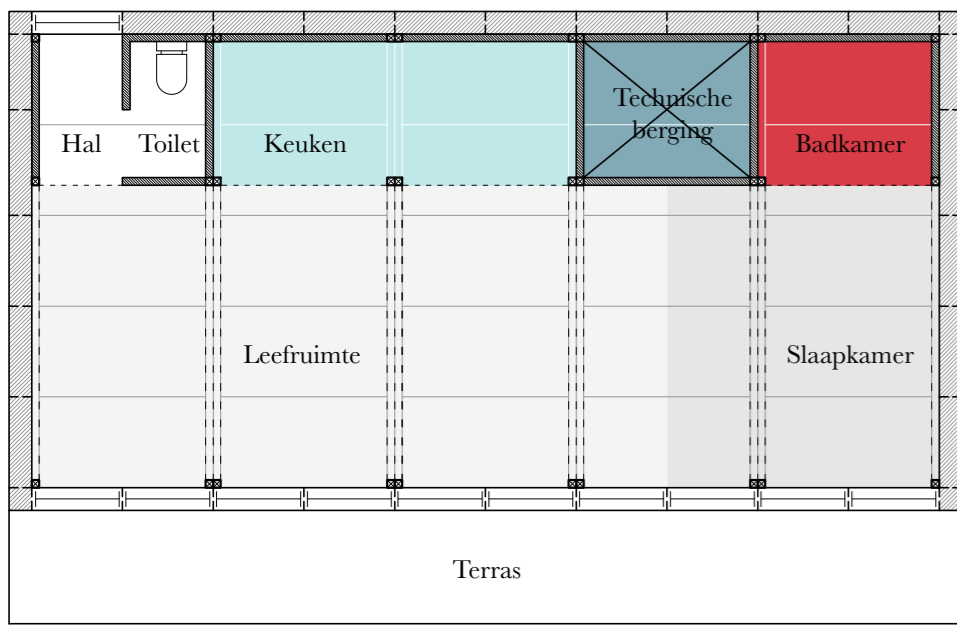 Hal
Toilet
Keuken
Technische
berging
Badkamer
Leefruimte
Slaapkamer
Terras